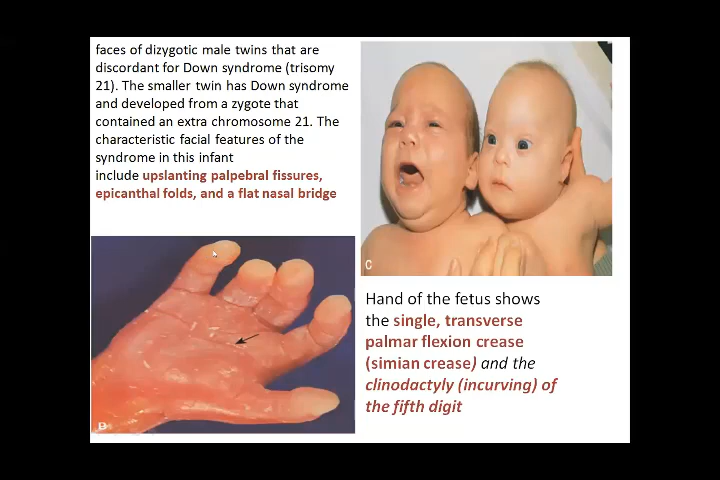 faces of dizygotic male twins that are
discordant for Down syndrome (trisomy
21). The smaller twin has Down syndrome
and developed from a zygote that
contained an extra chromosome 21. The
characteristic facial features of the
syndrome in this infant
include upslanting palpebral fissures,
epicanthal folds, and a flat nasal bridge
C
Hand of the fetus shows
the single, transverse
palmar flexion crease
(simian crease) and the
clinodactyly (incurving) of
the fifth digit
B